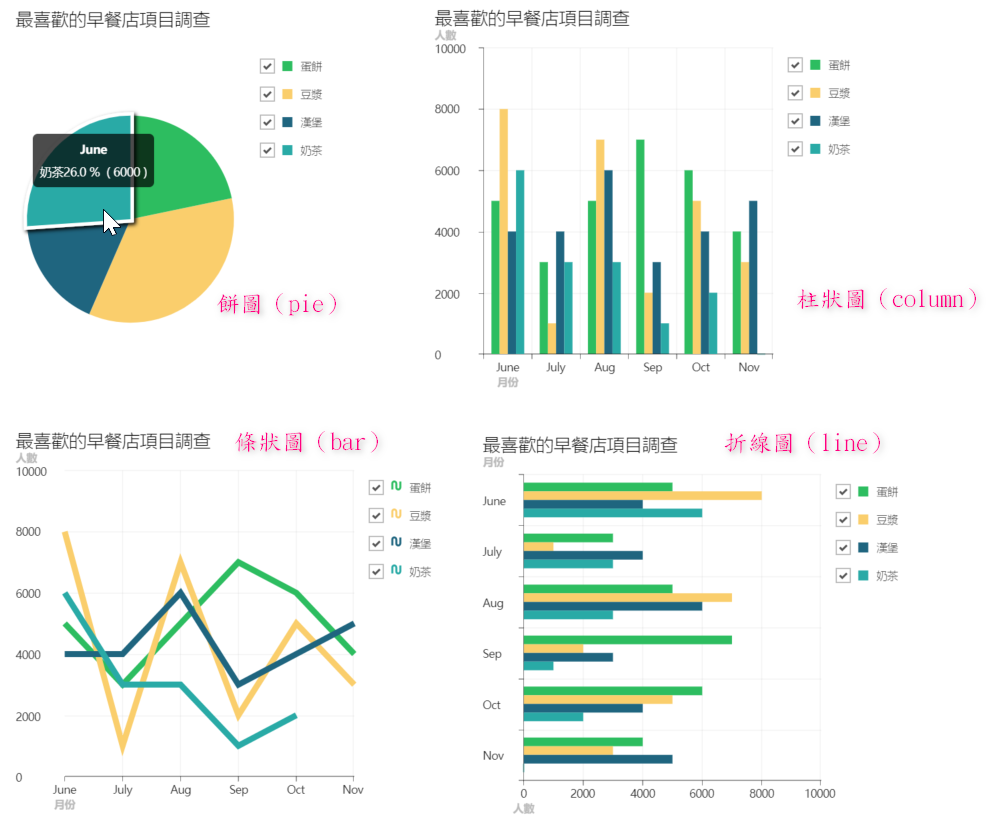 最喜歡的早餐店項目調查
蛋餅
豆漿
漢堡
奶茶
June
奶茶26.0 %（6000）
餅圖（pie）
最喜歡的早餐店項目調查
人數
10000
8000
6000
4000
2000
0
June July Aug Sep Oct Nov
月份
蛋餅
豆漿
漢堡
奶茶
柱狀圖（column）
最喜歡的早餐店項目調查 條狀圖（bar）
人數
10000
8000
6000
4000
2000
0
June July Aug Sep Oct Nov
月份
蛋餅
豆漿
漢堡
奶茶
最喜歡的早餐店項目調查 折線圖（line）
月份
June
July
Aug
Sep
Oct
Nov
0 2000 4000 6000 8000 10000
人數
蛋餅
豆漿
漢堡
奶茶